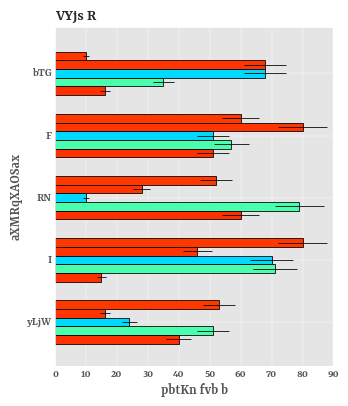 VYjs R
aXMRqXAOSax
bTG
F
RN
I
yLjW
0 10 20 30 40 50 60 70 80 90
pbtKn fvb b